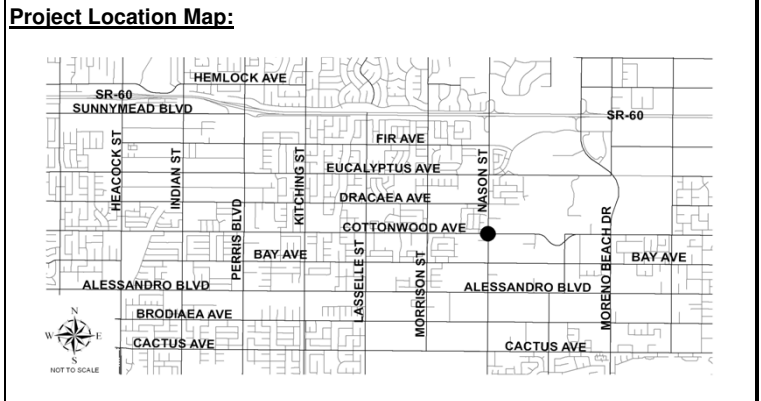 Project Location Map:
HEMLOCK AVE
SR-60
SUNNYMEAD BLVD
SR-60
FIR AVE
HEACOCK ST
INDIAN ST
KITCHING ST
NASON ST
EUCALYPTUS AVE
DRACAEA AVE
PERRIS BLVD
COTTONWOOD AVE
MORENO BEACH DR
BAY AVE
LASSELLE ST
MORRISON ST
BAY AVE
ALESSANDRO BLVD
ALESSANDRO BLVD
BRODIAEA AVE
N
W
E
S
CACTUS AVE
CACTUS AVE
NOT TO SCALE